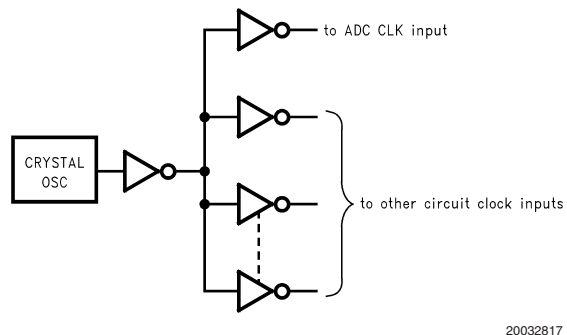 to ADC CLK input
CRYSTAL
OSC
to other circuit clock inputs
20032817